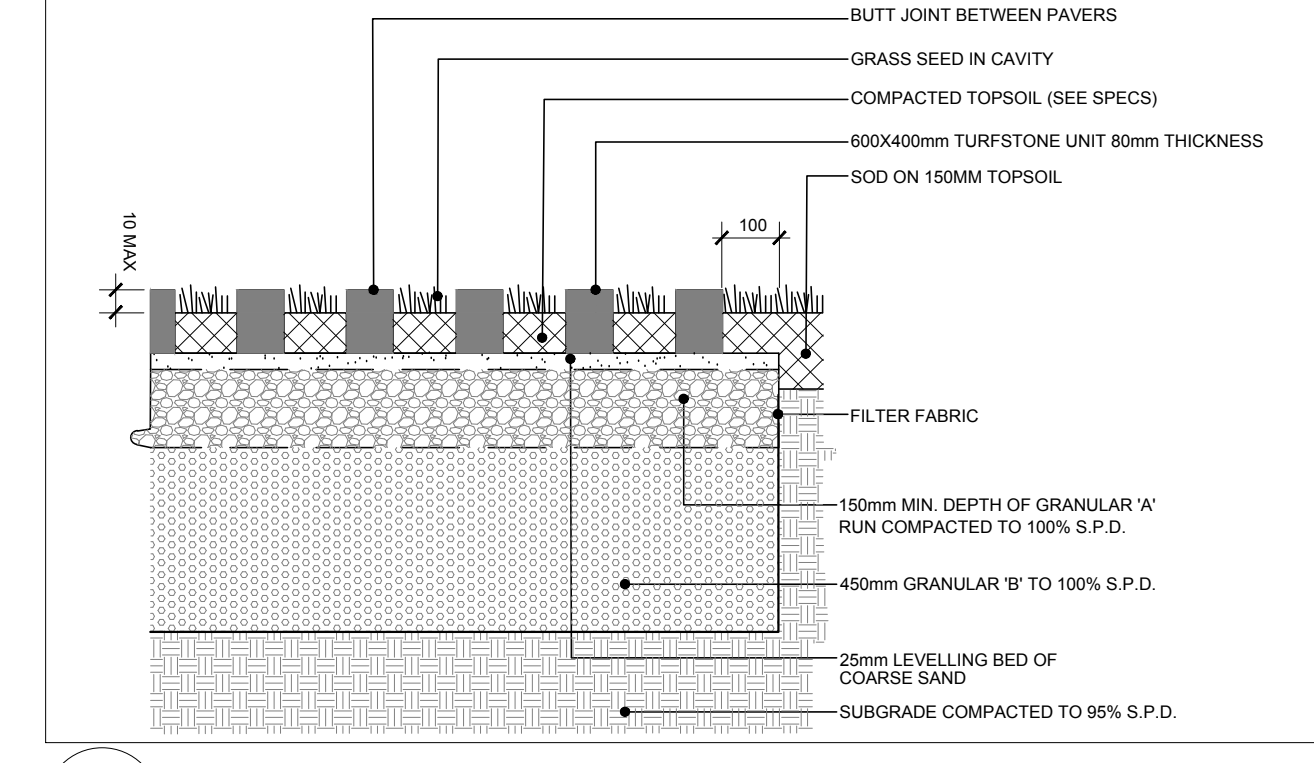 BUTT JOINT BETWEEN PAVERS
GRASS SEED IN CAVITY
COMPACTED TOPSOIL (SEE SPECS)
600X400mm TURFSTONE UNIT 80mm THICKNESS
SOD ON 150MM TOPSOIL
10 MAX
100
FILTER FABRIC
150mm MIN. DEPTH OF GRANULAR 'A'
RUN COMPACTED TO 100% S.P.D.
450mm GRANULAR 'B' TO 100% S.P.D.
25mm LEVELLING BED OF
COARSE SAND
SUBGRADE COMPACTED TO 95% S.P.D.